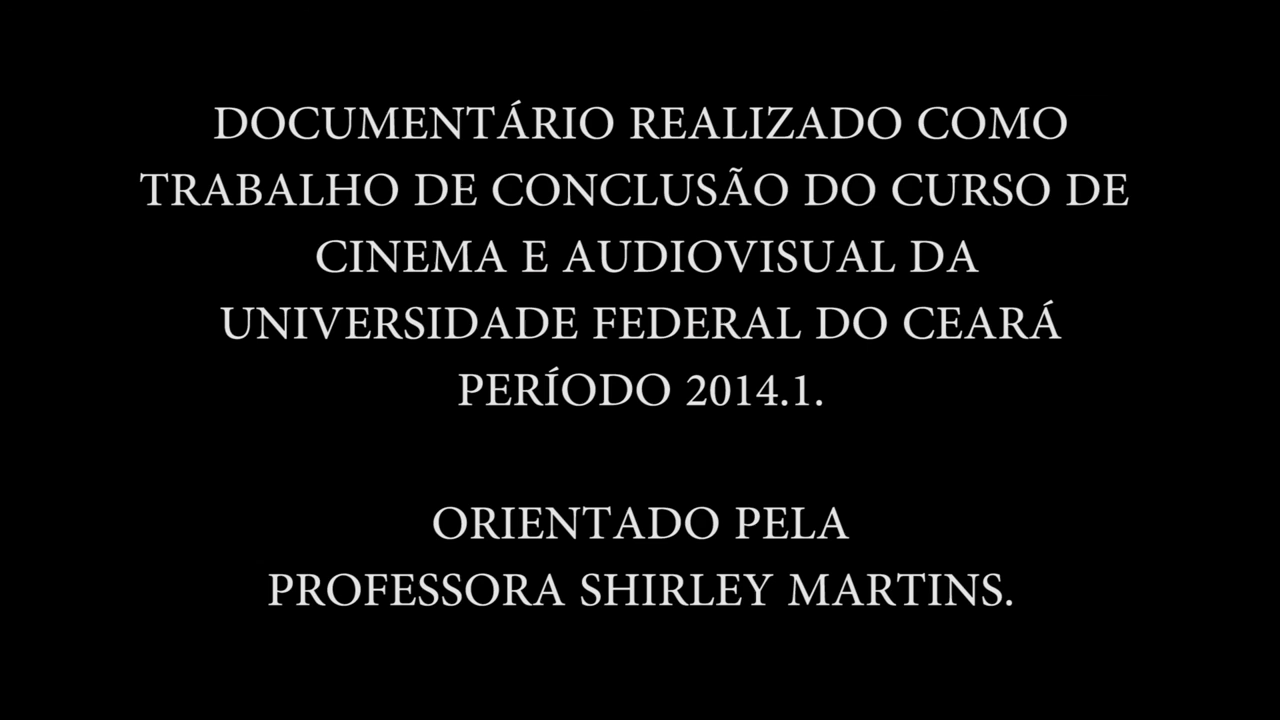 DOCUMENTÁRIO REALIZADO COMO
TRABALHO DE CONCLUSÃO DO CURSO DE
CINEMA E AUDIOVISUAL DA
UNIVERSIDADE FEDERAL DO CEARÁ
PERÍODO 2014.1.
ORIENTADO PELA
PROFESSORA SHIRLEY MARTINS.